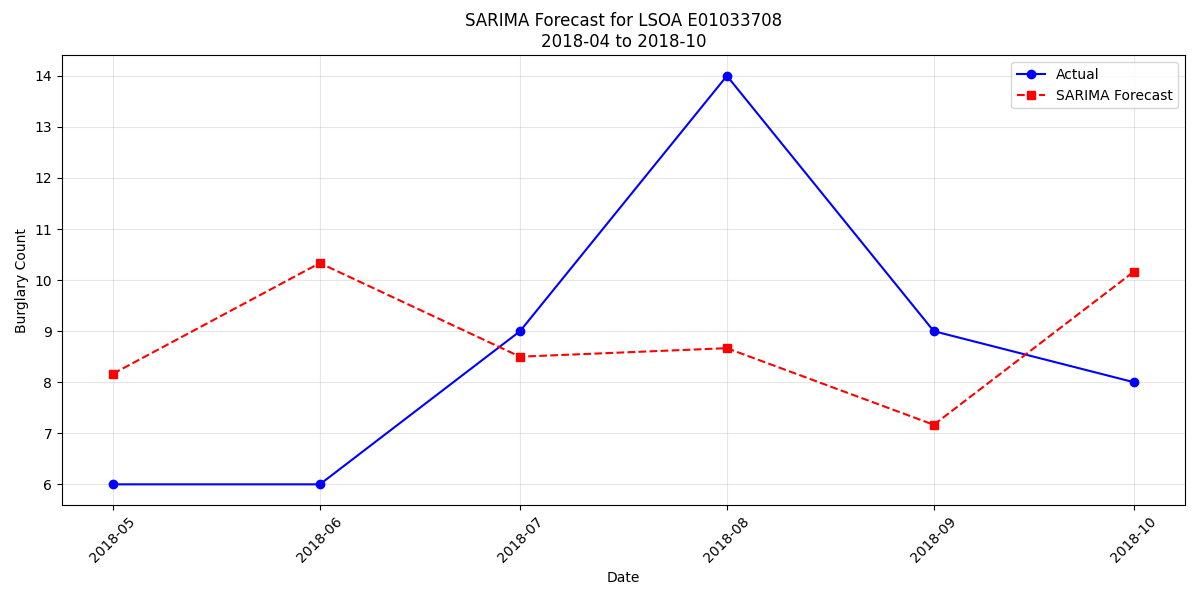 SARIMA Forecast for LSOA E01033708
2018-04 to 2018-10
Actual
SARIMA Forecast
Burglary Count
14
13
12
11
10
9
8
7
6
2018-05
2018-06
2018-07
2018-08
2018-09
2018-10
Date